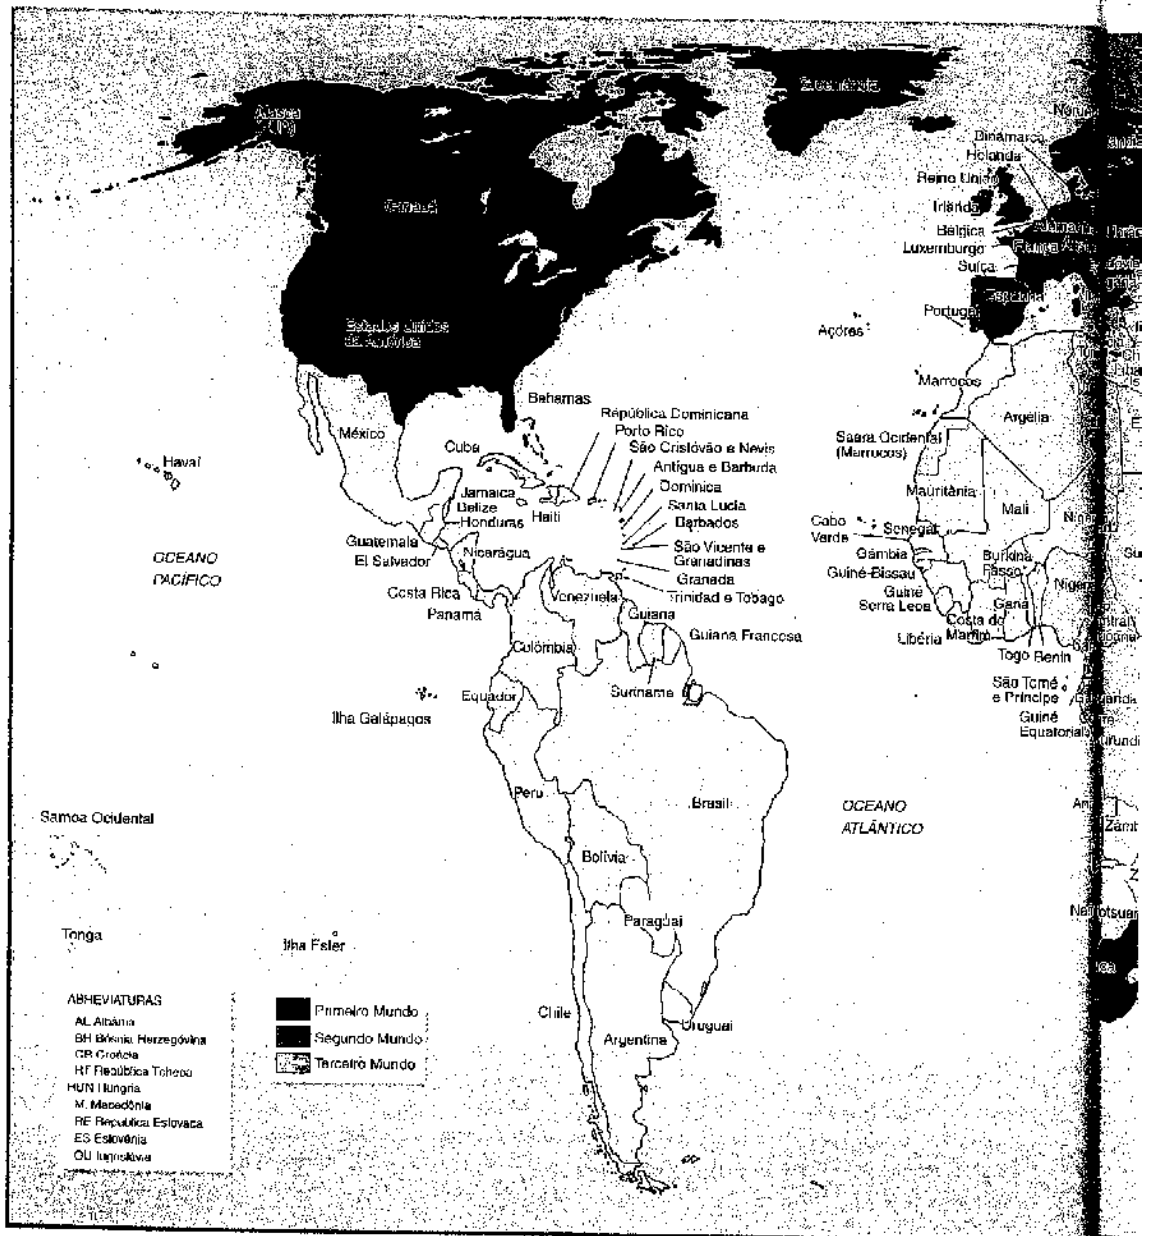 Alasca
Canadá
Groenlândia
Dinamarca
Holanda
Reino Unido
Irlanda
Bélgica
Luxemburgo
França
Suíça
Espanha
Portugal
Açores
Estados Unidos
da América
Marrocos
Argélia
Saara Ocidental
(Marrocos)
Mauritânia
Mali
Cabo
Verde
Senegal
Gâmbia
Guiné-Bissau
Guiné
Serra Leoa
Burkina
Fasso
Gana
Costa do
Marfim
Libéria
Togo Benin
São Tomé
e Príncipe
Guiné
Equatorial
Bahamas
República Dominicana
Porto Rico
São Cristóvão e Nevis
Antígua e Barbuda
Dominica
Santa Lucia
Barbados
São Vicente e
Grenadinas
Granada
Trinidad e Tobago
México
Cuba
Havaí
Jamaica
Belize
Honduras
Haiti
Guatemala
El Salvador
Nicarágua
Costa Rica
Panamá
Venezuela
Guiana
Guiana Francesa
Colômbia
Suriname
Equador
Ilha Galápagos
OCEANO
PACÍFICO
Peru
Brasil
OCEANO
ATLÂNTICO
Samoa Ocidental
Bolívia
Paraguai
Tonga
Ilha Ester
Chile
Argentina
Uruguai
ABREVIATURAS
AL Albânia
BH Bósnia Herzegóvina
CR Croácia
RT República Tcheca
HUN Hungria
M. Macedônia
RE República Eslovaca
ES Eslovênia
Primeiro Mundo
Segundo Mundo
Terceiro Mundo